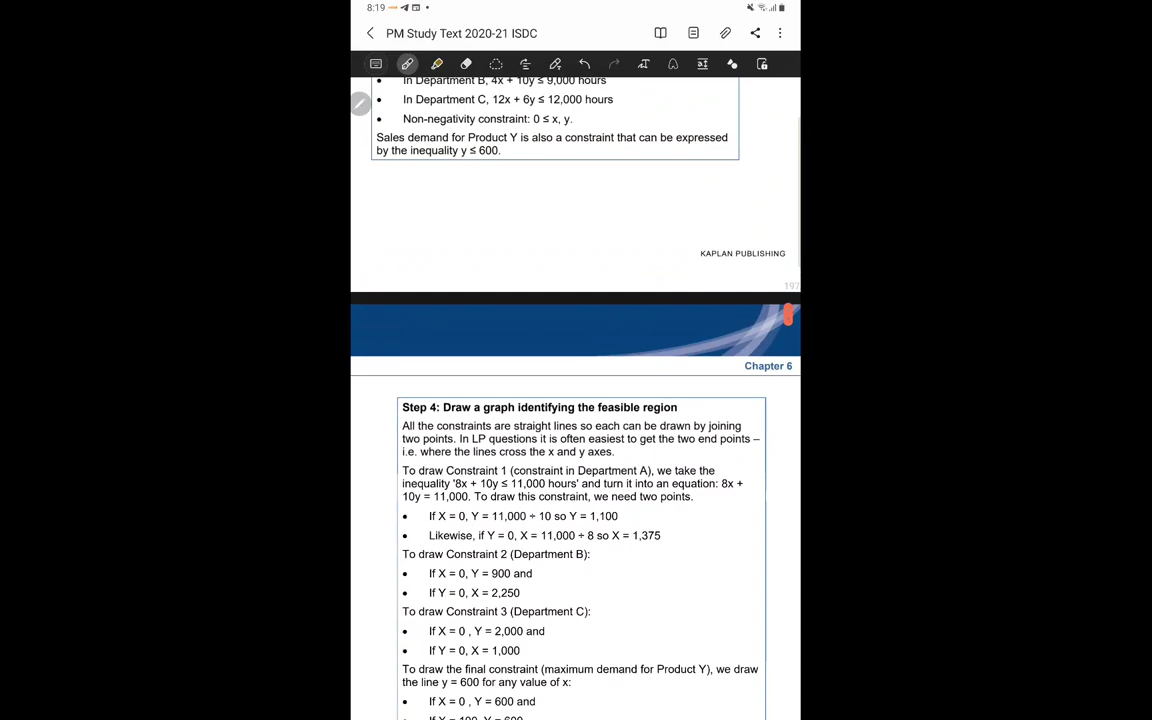 8:19
PM Study Text 2020-21 ISDC
• In Department B, 4x + 10y ≤ 9,000 hours
• In Department C, 12x + 6y ≤ 12,000 hours
• Non-negativity constraint: 0 ≤ x, y.
Sales demand for Product Y is also a constraint that can be expressed
by the inequality y ≤ 600.
KAPLAN PUBLISHING
197
Chapter 6
Step 4: Draw a graph identifying the feasible region
All the constraints are straight lines so each can be drawn by joining
two points. In LP questions it is often easiest to get the two end points –
i.e. where the lines cross the x and y axes.
To draw Constraint 1 (constraint in Department A), we take the
inequality '8x + 10y ≤ 11,000 hours' and turn it into an equation: 8x +
10y = 11,000. To draw this constraint, we need two points.
• If X = 0, Y = 11,000 ÷ 10 so Y = 1,100
• Likewise, if Y = 0, X = 11,000 ÷ 8 so X = 1,375
To draw Constraint 2 (Department B):
• If X = 0, Y = 900 and
• If Y = 0, X = 2,250
To draw Constraint 3 (Department C):
• If X = 0 , Y = 2,000 and
• If Y = 0, X = 1,000
To draw the final constraint (maximum demand for Product Y), we draw
the line y = 600 for any value of x:
• If X = 0 , Y = 600 and
• If X = 100, Y = 600